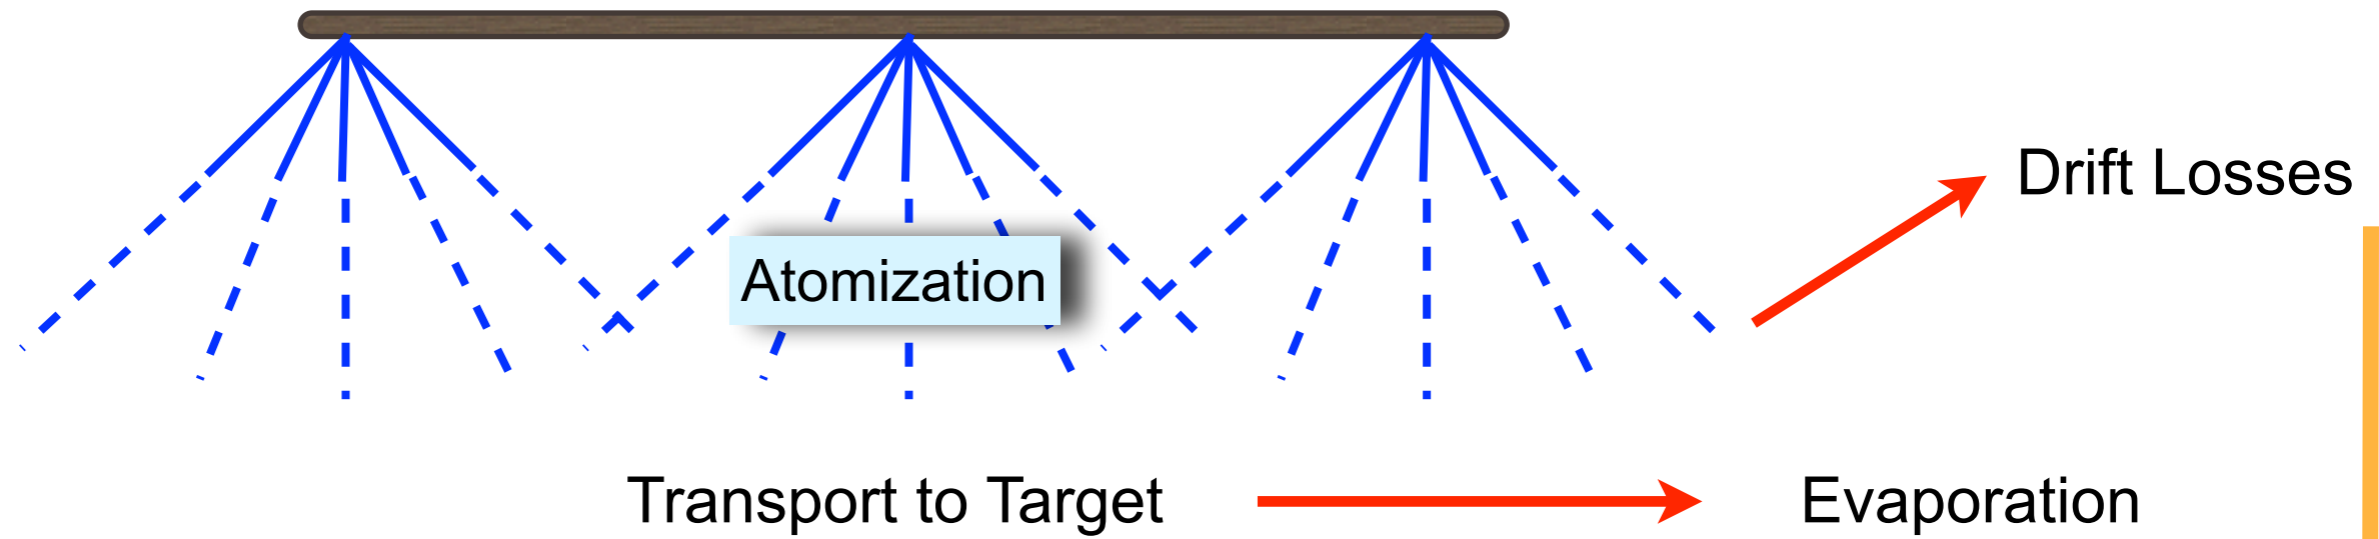 Drift Losses
Atomization
Transport to Target
Evaporation